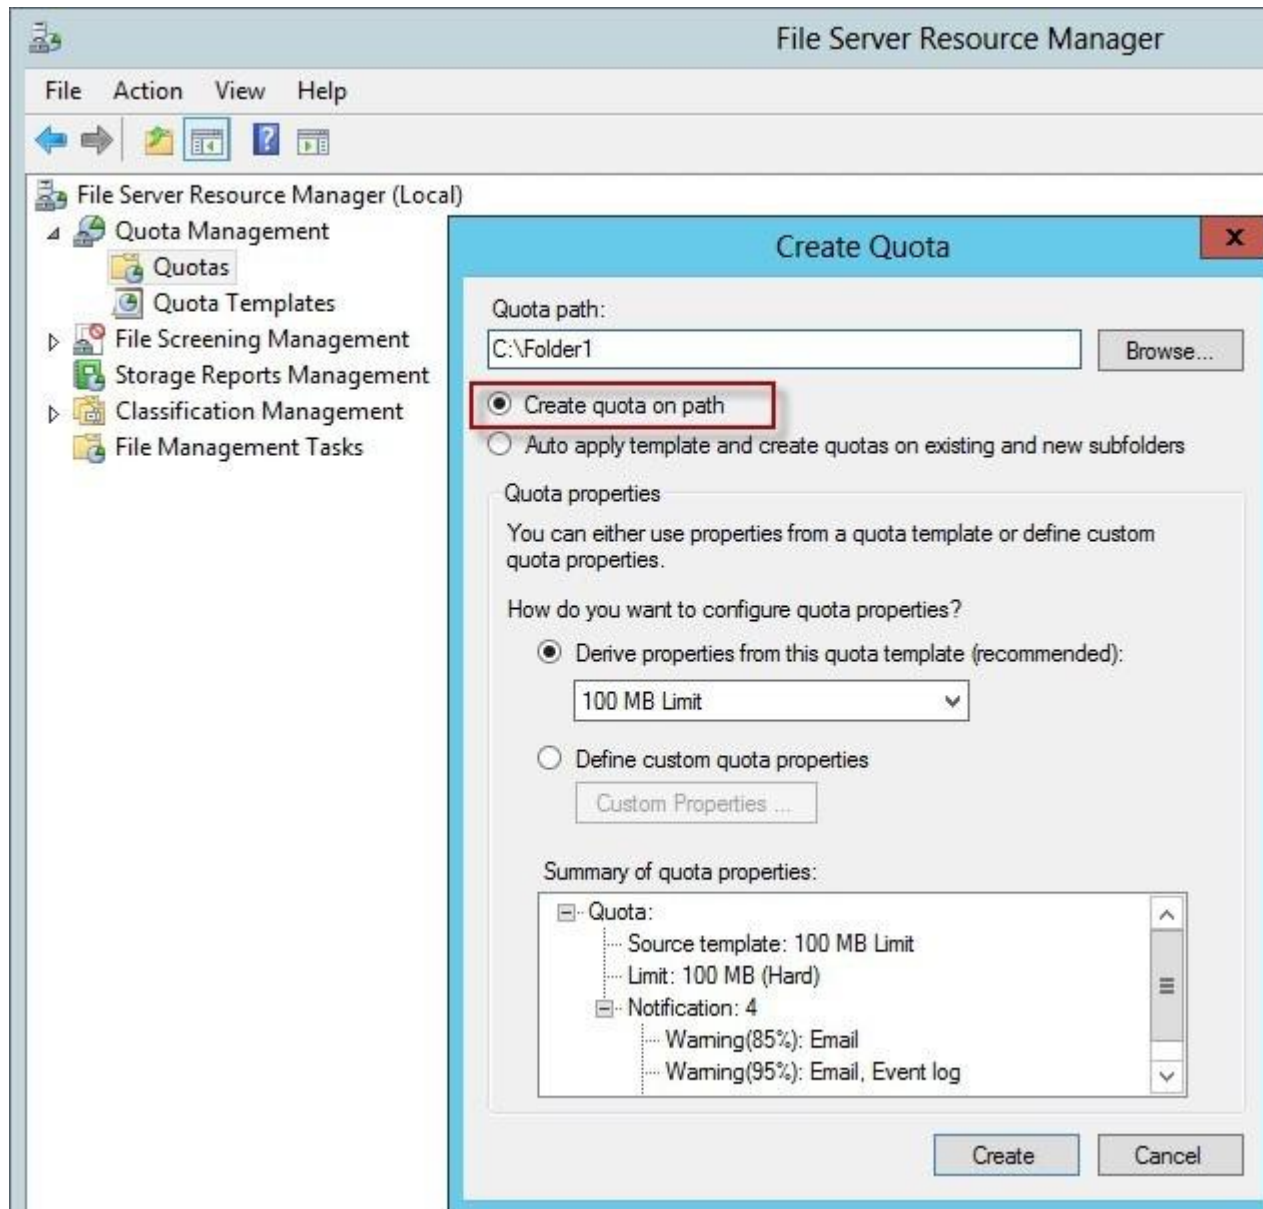 File Server Resource Manager
File Action View Help
File Server Resource Manager (Local)
Quota Management
Quotas
Quota Templates
File Screening Management
Storage Reports Management
Classification Management
File Management Tasks
Create Quota
X
Quota path:
C:\Folder1
Browse...
Create quota on path
Auto apply template and create quotas on existing and new subfolders
Quota properties
You can either use properties from a quota template or define custom
quota properties.
How do you want to configure quota properties?
Derive properties from this quota template (recommended):
100 MB Limit
Define custom quota properties
Custom Properties ...
Summary of quota properties:
Quota:
Source template: 100 MB Limit
Limit: 100 MB (Hard)
Notification: 4
Warning(85%): Email
Warning(95%): Email, Event log
Create
Cancel